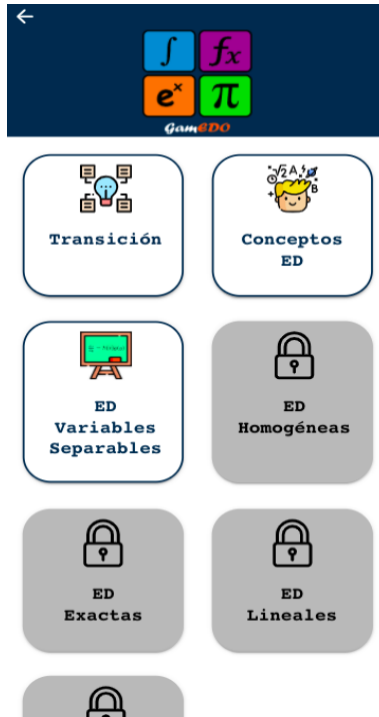 ∫ fx
eˣ π
GamEDO
Transición
Conceptos
ED
ED
Variables
Separables
ED
Homogéneas
ED
Exactas
ED
Lineales